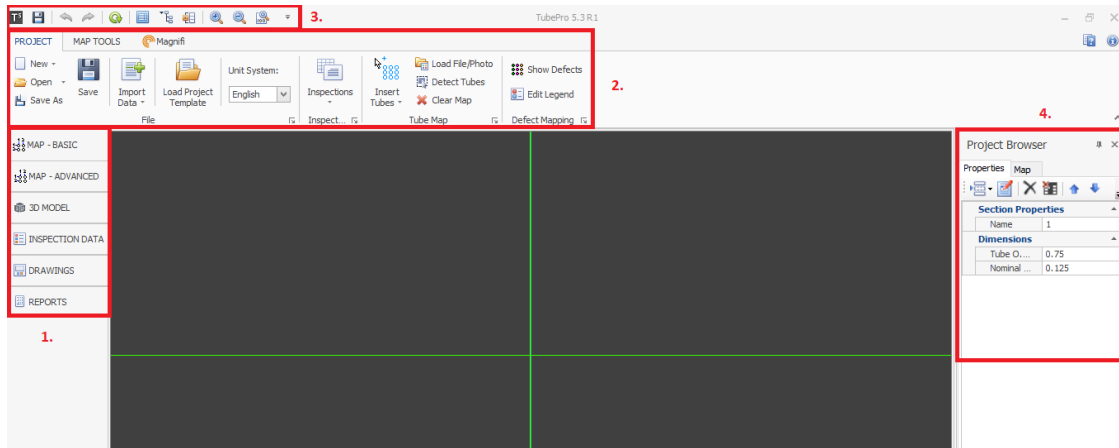 TubePro 5.3 R1
3.
PROJECT MAP TOOLS Magnifi
New
Open
Save As
Save
Import Data
Load Project Template
Unit System:
English
File
Inspections
Inspect...
Insert Tubes
Load File/Photo
Detect Tubes
Clear Map
Tube Map
Show Defects
Edit Legend
Defect Mapping
2.
4.
MAP - BASIC
MAP - ADVANCED
3D MODEL
INSPECTION DATA
DRAWINGS
REPORTS
1.
Project Browser
Properties Map
Section Properties
Name 1
Dimensions
Tube O.... 0.75
Nominal ... 0.125